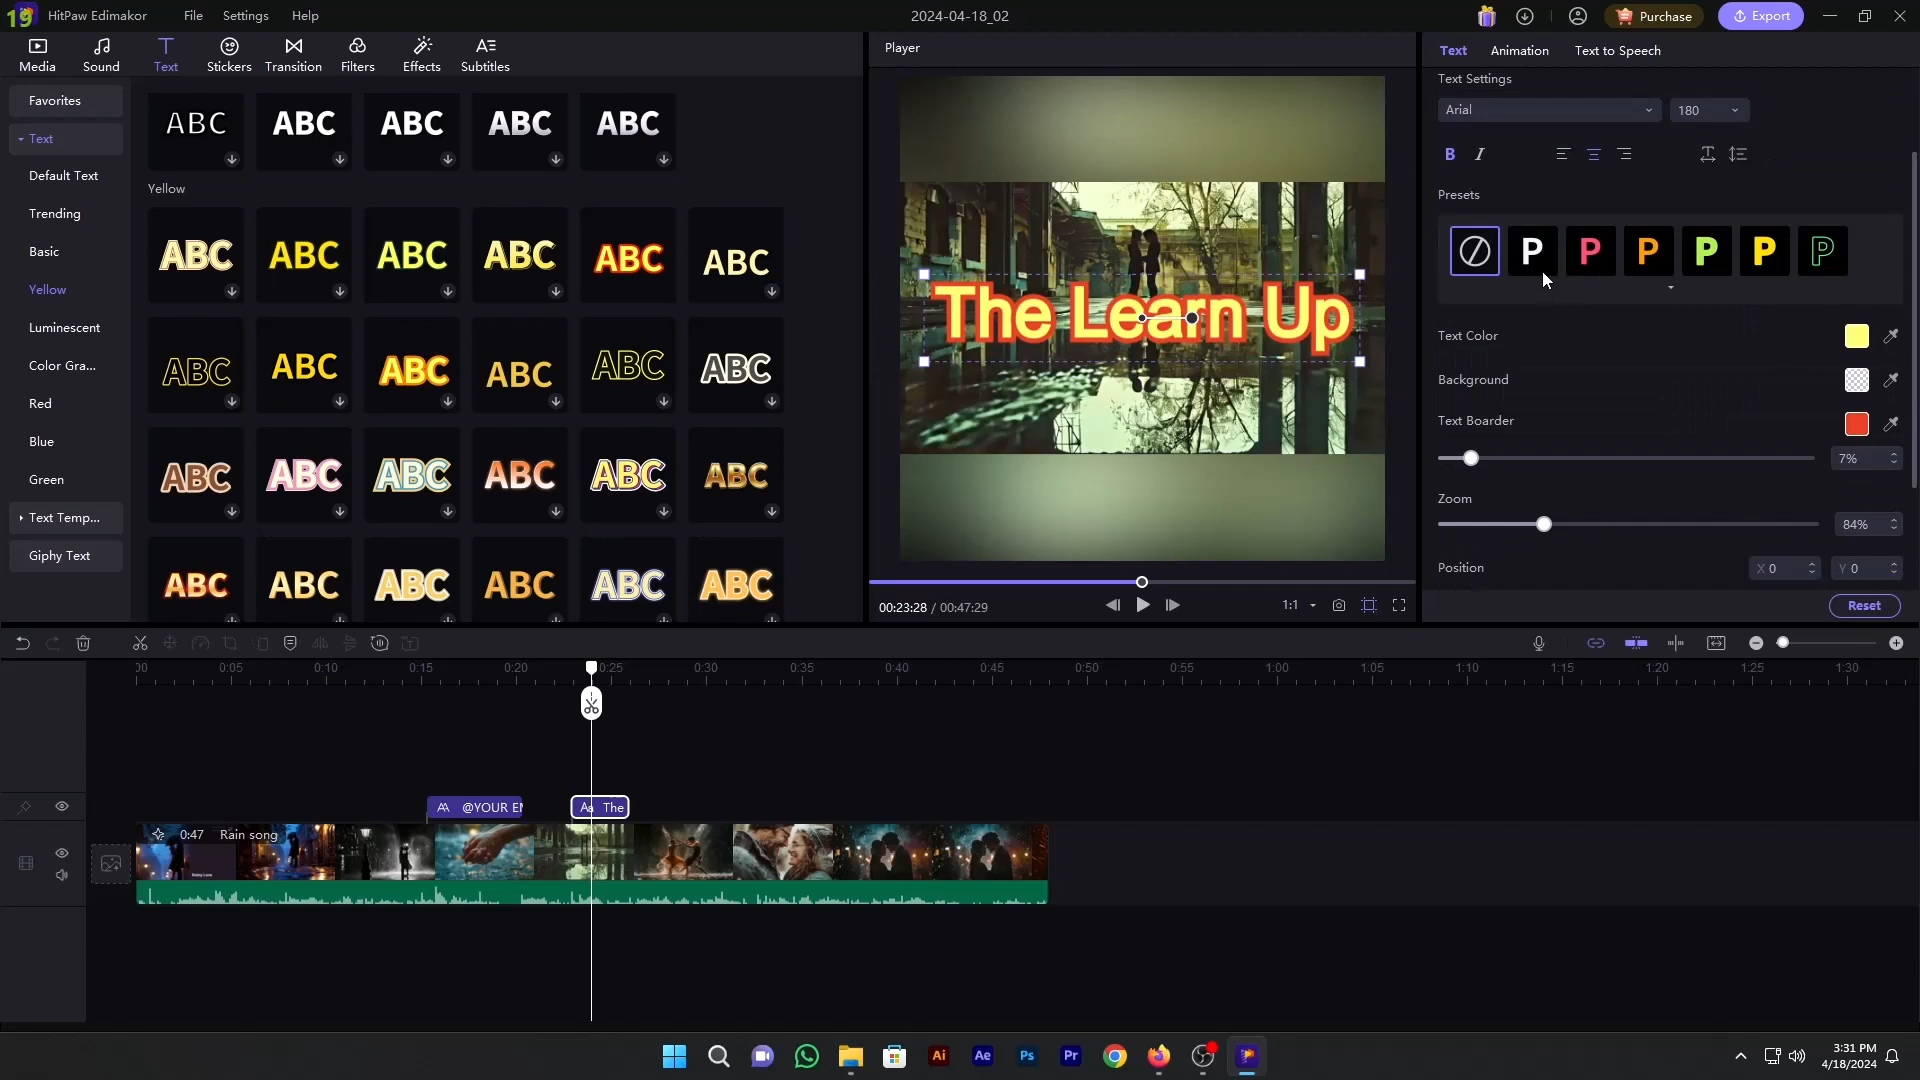 19
HitPaw Edimakor
File
Settings
Help
2024-04-18_02
Purchase
Export
Media
Sound
Text
Stickers
Transition
Filters
Effects
Subtitles
Player
Text
Animation
Text to Speech
Favorites
Text
Default Text
Trending
Basic
Yellow
Luminescent
Color Gra...
Red
Blue
Green
Text Temp...
Giphy Text
ABC ABC ABC ABC ABC
Yellow
ABC ABC ABC ABC ABC ABC
ABC ABC ABC ABC ABC ABC
ABC ABC ABC ABC ABC ABC
ABC ABC ABC ABC ABC ABC
The Learn Up
00:23:28 / 00:47:29
1:1
Text Settings
Arial
180
B I
Presets
P P P P P P
Text Color
Background
Text Boarder
7%
Zoom
84%
Position
X 0
Y 0
Reset
00 0:05 0:10 0:15 0:20 0:25 0:30 0:35 0:40 0:45 0:50 0:55 1:00 1:05 1:10 1:15 1:20 1:25 1:30
@YOUR EM
Aa The
0:47 Rain song
Ai
Ae
Ps
Pr
3:31 PM
4/18/2024